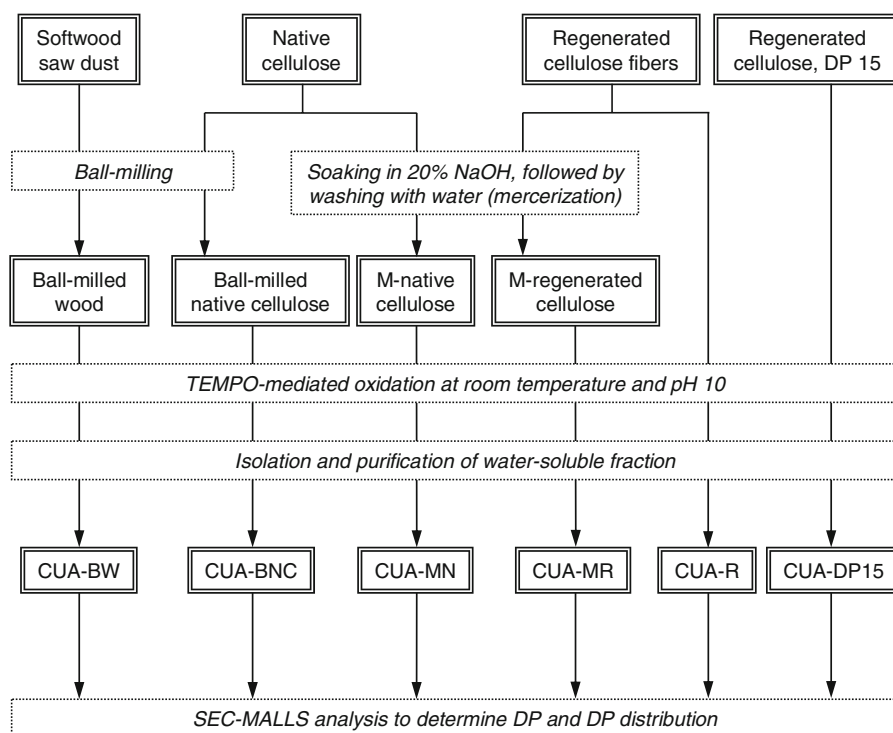 Softwood
saw dust
Native
cellulose
Regenerated
cellulose fibers
Regenerated
cellulose, DP 15
Ball-milling
Soaking in 20% NaOH, followed by
washing with water (mercerization)
Ball-milled
wood
Ball-milled
native cellulose
M-native
cellulose
M-regenerated
cellulose
TEMPO-mediated oxidation at room temperature and pH 10
Isolation and purification of water-soluble fraction
CUA-BW
CUA-BNC
CUA-MN
CUA-MR
CUA-R
CUA-DP15
SEC-MALLS analysis to determine DP and DP distribution